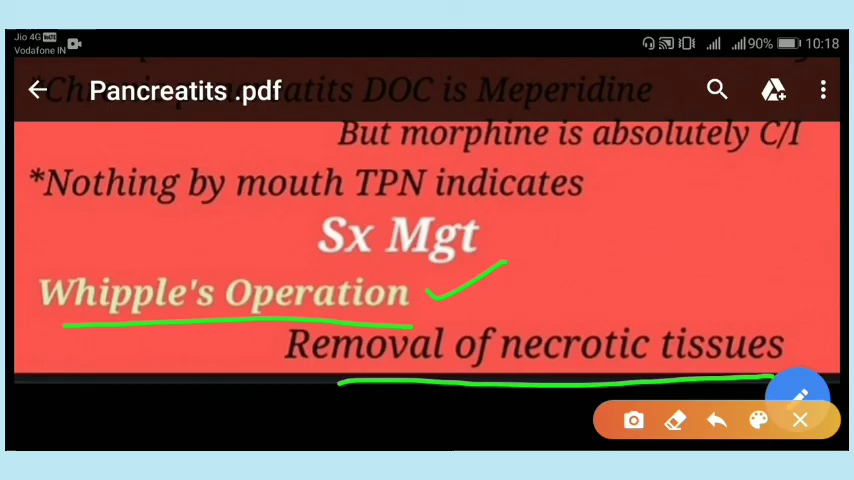 Jio 4G VoLTE
Vodafone IN
90% 10:18
Pancreatits .pdf
atits DOC is Meperidine
But morphine is absolutely C/I
*Nothing by mouth TPN indicates
Sx Mgt
Whipple's Operation
Removal of necrotic tissues